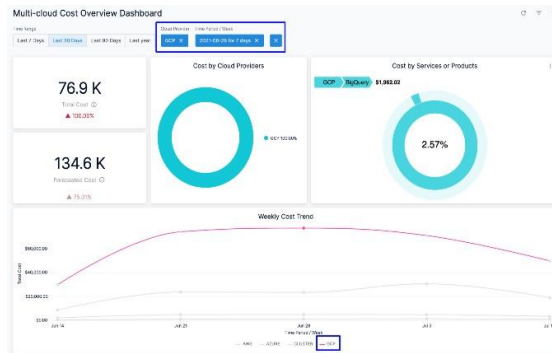 Multi-cloud Cost Overview Dashboard
Time Range
Last 7 Days Last 30 Days Last 90 Days Last year
Cloud Provider Time Period / Week
GCP × 2021-06-28 for 7 days × ×
76.9 K
Total Cost
Cost by Cloud Providers
GCP 100.00%
Cost by Services or Products
GCP BigQuery $1,982.02
2.57%
134.6 K
Forecasted Cost
Weekly Cost Trend
Total Cost
$0.00
Jun 14
Jun 21
Jun 28
Time Period / Week
AWS AZURE CLUSTER GCP